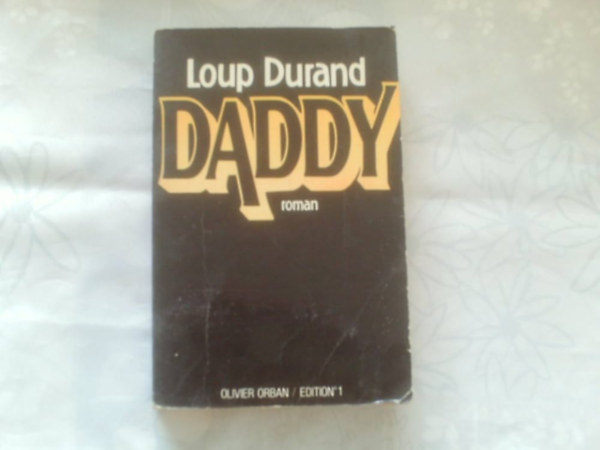 Loup Durand
DADDY
roman
OLIVIER ORBAN / EDITION°1